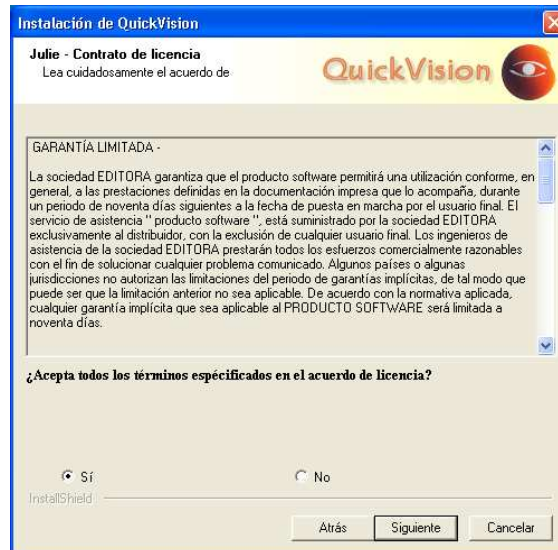 Instalación de QuickVision
Julie - Contrato de licencia
Lea cuidadosamente el acuerdo de
QuickVision
GARANTÍA LIMITADA -
La sociedad EDITORA garantiza que el producto software permitirá una utilización conforme, en
general, a las prestaciones definidas en la documentación impresa que lo acompaña, durante
un periodo de noventa días siguientes a la fecha de puesta en marcha por el usuario final. El
servicio de asistencia " producto software ", está suministrado por la sociedad EDITORA
exclusivamente al distribuidor, con la exclusión de cualquier usuario final. Los ingenieros de
asistencia de la sociedad EDITORA prestarán todos los esfuerzos comercialmente razonables
con el fin de solucionar cualquier problema comunicado. Algunos países o algunas
jurisdicciones no autorizan las limitaciones del periodo de garantías implícitas, de tal modo que
puede ser que la limitación anterior no sea aplicable. De acuerdo con la normativa aplicada,
cualquier garantía implícita que sea aplicable al PRODUCTO SOFTWARE será limitada a
noventa días.
¿Acepta todos los términos espécificados en el acuerdo de licencia?
Sí No
InstallShield
Atrás Siguiente Cancelar